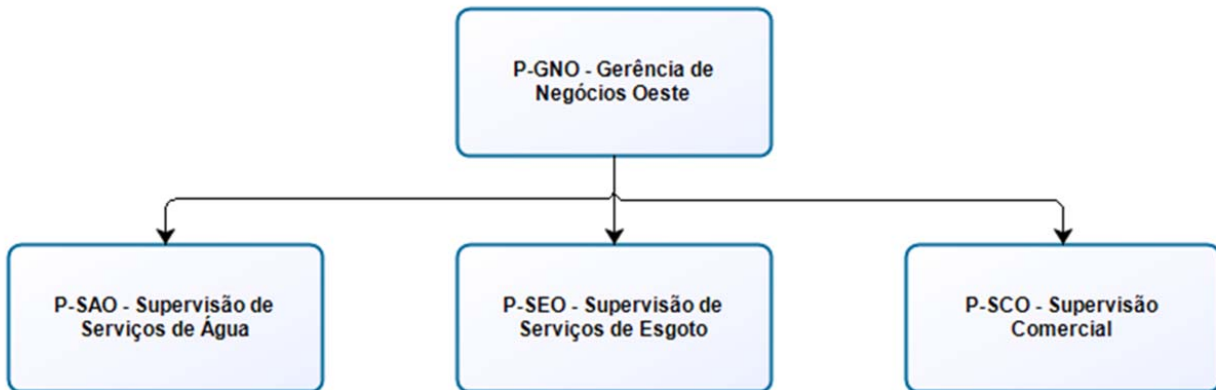 P-GNO - Gerência de
Negócios Oeste
P-SAO - Supervisão de
Serviços de Água
P-SEO - Supervisão de
Serviços de Esgoto
P-SCO - Supervisão
Comercial